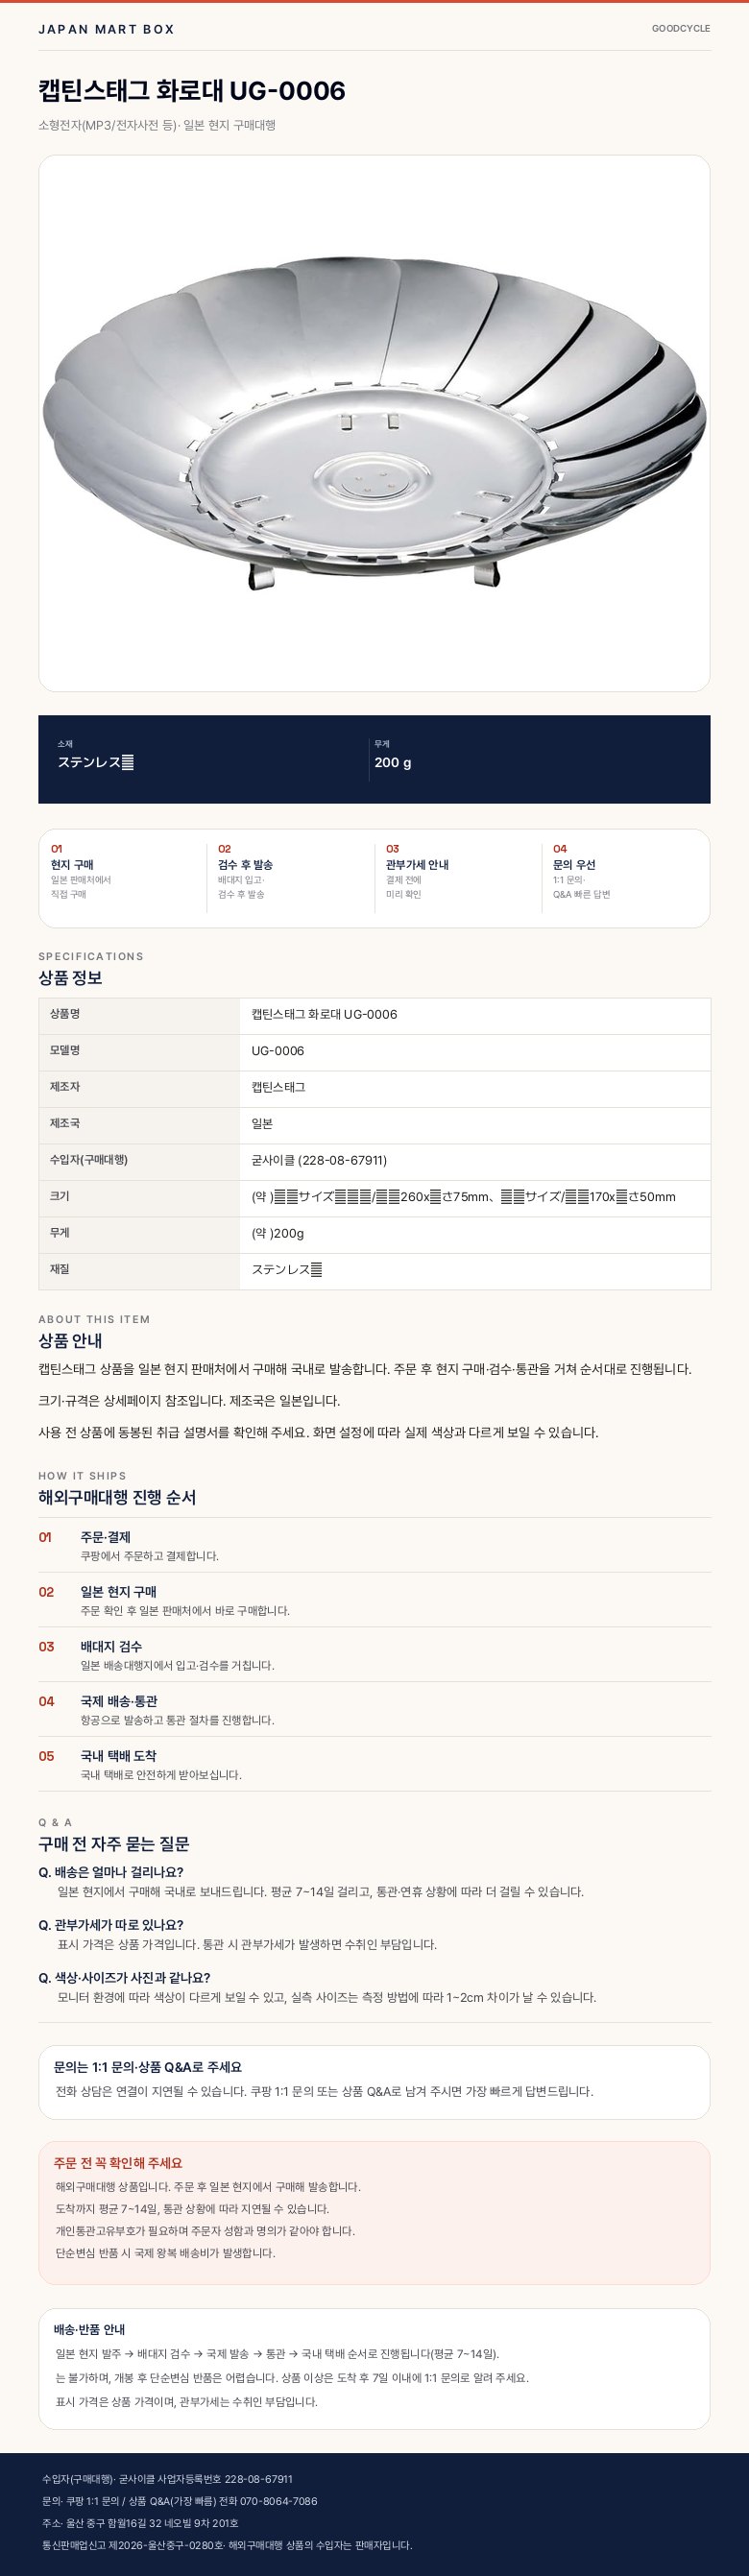 JAPAN MART BOX
GOODCYCLE
캡틴스태그 화로대 UG-0006
소형전자(MP3/전자사전 등)· 일본 현지 구매대행
소재
ステンレス
무게
200 g
01
현지 구매
일본 판매처에서
직접 구매
02
검수 후 발송
배대지 입고·
검수 후 발송
03
관부가세 안내
결제 전에
미리 확인
04
문의 우선
1:1 문의·
Q&A 빠른 답변
SPECIFICATIONS
상품 정보
상품명 캡틴스태그 화로대 UG-0006
모델명 UG-0006
제조자 캡틴스태그
제조국 일본
수입자(구매대행) 굳사이클 (228-08-67911)
크기 (약 )サイズ/260xさ75mm、サイズ/170xさ50mm
무게 (약 )200g
재질 ステンレス
ABOUT THIS ITEM
상품 안내
캡틴스태그 상품을 일본 현지 판매처에서 구매해 국내로 발송합니다. 주문 후 현지 구매·검수·통관을 거쳐 순서대로 진행됩니다.
크기·규격은 상세페이지 참조입니다. 제조국은 일본입니다.
사용 전 상품에 동봉된 취급 설명서를 확인해 주세요. 화면 설정에 따라 실제 색상과 다르게 보일 수 있습니다.
HOW IT SHIPS
해외구매대행 진행 순서
01 주문·결제
쿠팡에서 주문하고 결제합니다.
02 일본 현지 구매
주문 확인 후 일본 판매처에서 바로 구매합니다.
03 배대지 검수
일본 배송대행지에서 입고·검수를 거칩니다.
04 국제 배송·통관
항공으로 발송하고 통관 절차를 진행합니다.
05 국내 택배 도착
국내 택배로 안전하게 받아보십니다.
Q & A
구매 전 자주 묻는 질문
Q. 배송은 얼마나 걸리나요?
일본 현지에서 구매해 국내로 보내드립니다. 평균 7~14일 걸리고, 통관·연휴 상황에 따라 더 걸릴 수 있습니다.
Q. 관부가세가 따로 있나요?
표시 가격은 상품 가격입니다. 통관 시 관부가세가 발생하면 수취인 부담입니다.
Q. 색상·사이즈가 사진과 같나요?
모니터 환경에 따라 색상이 다르게 보일 수 있고, 실측 사이즈는 측정 방법에 따라 1~2cm 차이가 날 수 있습니다.
문의는 1:1 문의·상품 Q&A로 주세요
전화 상담은 연결이 지연될 수 있습니다. 쿠팡 1:1 문의 또는 상품 Q&A로 남겨 주시면 가장 빠르게 답변드립니다.
주문 전 꼭 확인해 주세요
해외구매대행 상품입니다. 주문 후 일본 현지에서 구매해 발송합니다.
도착까지 평균 7~14일, 통관 상황에 따라 지연될 수 있습니다.
개인통관고유부호가 필요하며 주문자 성함과 명의가 같아야 합니다.
단순변심 반품 시 국제 왕복 배송비가 발생합니다.
배송·반품 안내
일본 현지 발주 → 배대지 검수 → 국제 발송 → 통관 → 국내 택배 순서로 진행됩니다(평균 7~14일).
는 불가하며, 개봉 후 단순변심 반품은 어렵습니다. 상품 이상은 도착 후 7일 이내에 1:1 문의로 알려 주세요.
표시 가격은 상품 가격이며, 관부가세는 수취인 부담입니다.
수입자(구매대행)· 굳사이클 사업자등록번호 228-08-67911
문의· 쿠팡 1:1 문의 / 상품 Q&A(가장 빠름) 전화 070-8064-7086
주소· 울산 중구 함월16길 32 네오빌 9차 201호
통신판매업신고 제2026-울산중구-0280호· 해외구매대행 상품의 수입자는 판매자입니다.